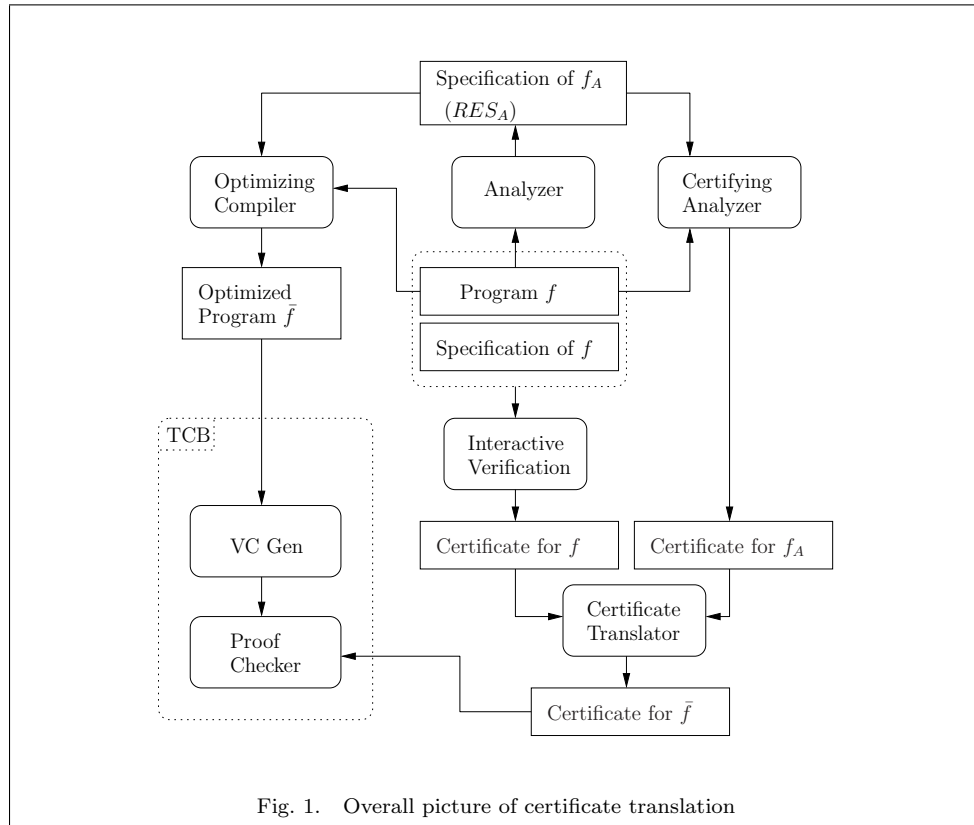 Specification of f_A
(RES_A)
Optimizing
Compiler
Analyzer
Certifying
Analyzer
Optimized
Program f̄
Program f
Specification of f
TCB
Interactive
Verification
VC Gen
Certificate for f
Certificate for f_A
Certificate
Translator
Proof
Checker
Certificate for f̄
Fig. 1. Overall picture of certificate translation